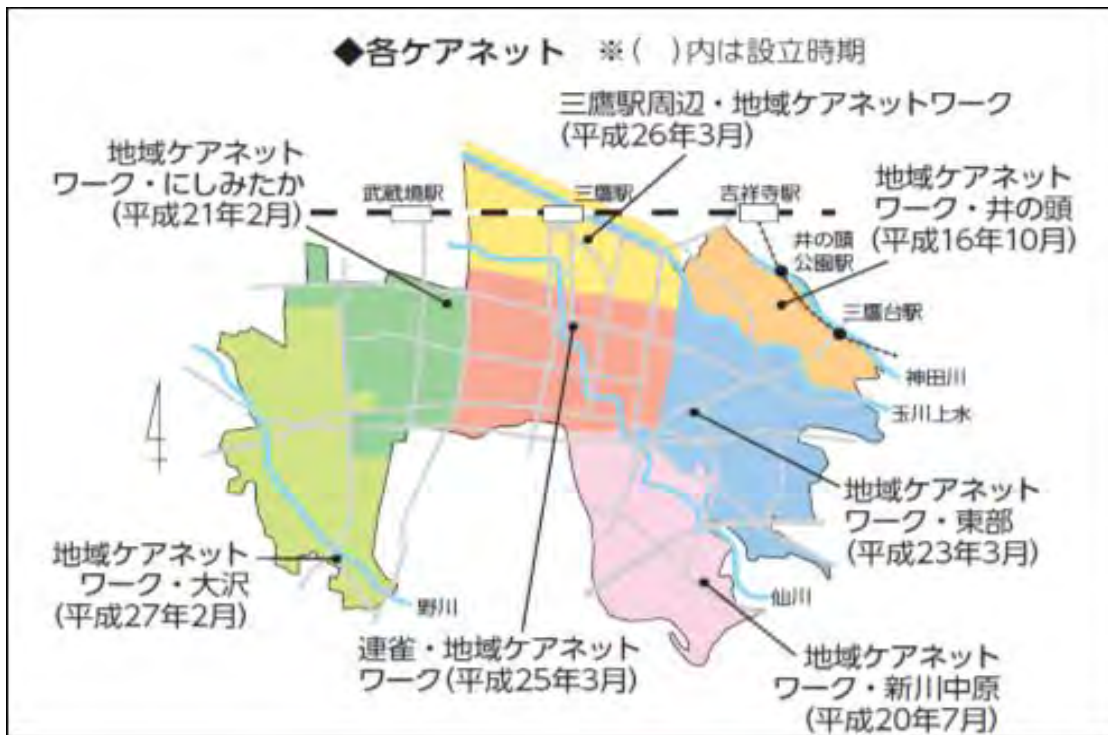 ◆各ケアネット ※( )内は設立時期
三鷹駅周辺・地域ケアネットワーク
(平成26年3月)
地域ケアネット
ワーク・にしみたか
(平成21年2月)
武蔵境駅
三鷹駅
吉祥寺駅
地域ケアネット
ワーク・井の頭
(平成16年10月)
井の頭
公園駅
三鷹台駅
神田川
玉川上水
地域ケアネット
ワーク・東部
(平成23年3月)
地域ケアネット
ワーク・大沢
(平成27年2月)
野川
仙川
連雀・地域ケアネット
ワーク(平成25年3月)
地域ケアネット
ワーク・新川中原
(平成20年7月)